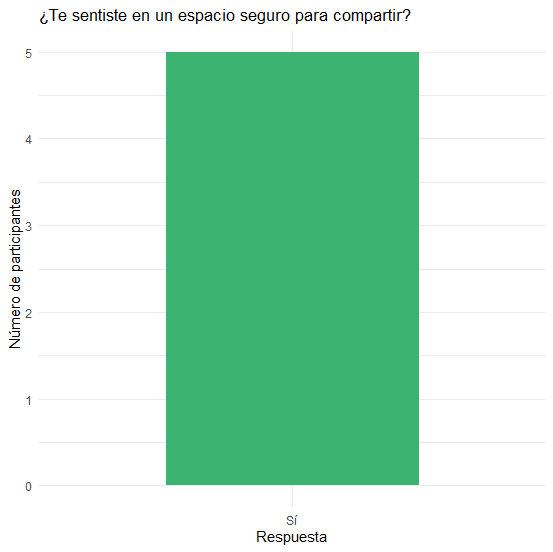 ¿Te sentiste en un espacio seguro para compartir?
5
4
3
2
1
0
Número de participantes
Sí
Respuesta